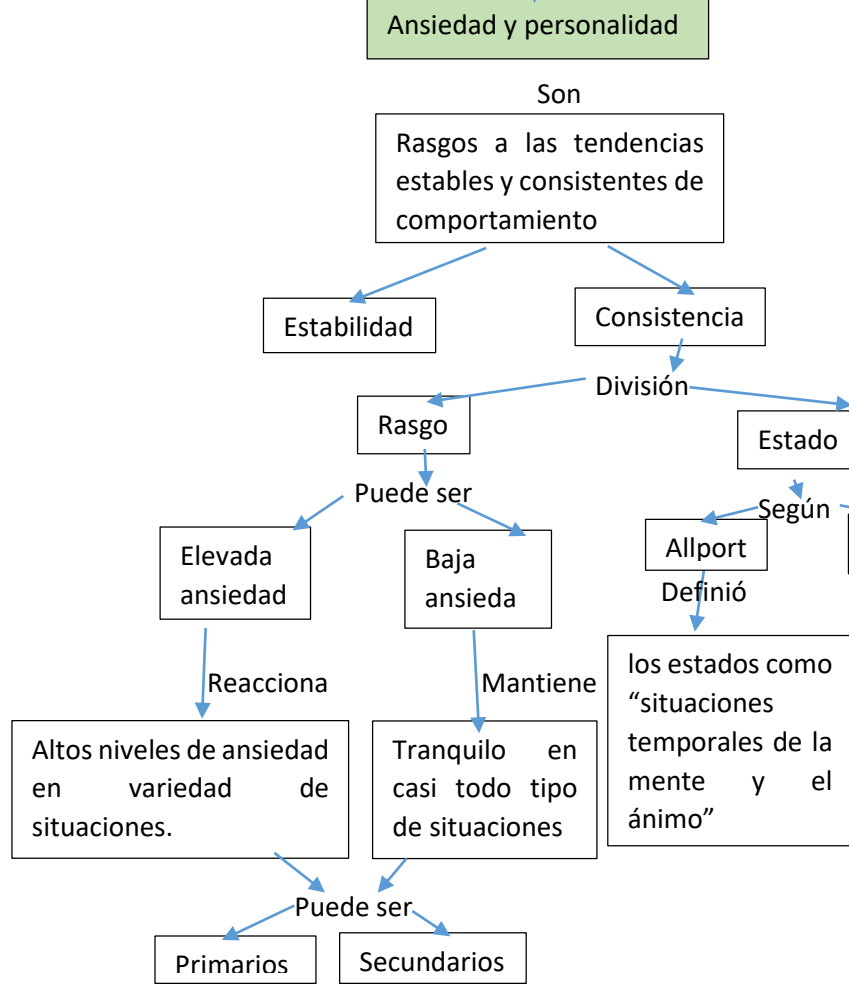 Ansiedad y personalidad
Son
Rasgos a las tendencias
estables y consistentes de
comportamiento
Estabilidad
Consistencia
División
Rasgo
Estado
Puede ser
Según
Elevada
ansiedad
Baja
ansieda
Allport
Definió
Reacciona
Mantiene
los estados como
“situaciones
temporales de la
mente y el
ánimo”
Altos niveles de ansiedad
en variedad de
situaciones.
Tranquilo en
casi todo tipo
de situaciones
Puede ser
Primarios
Secundarios